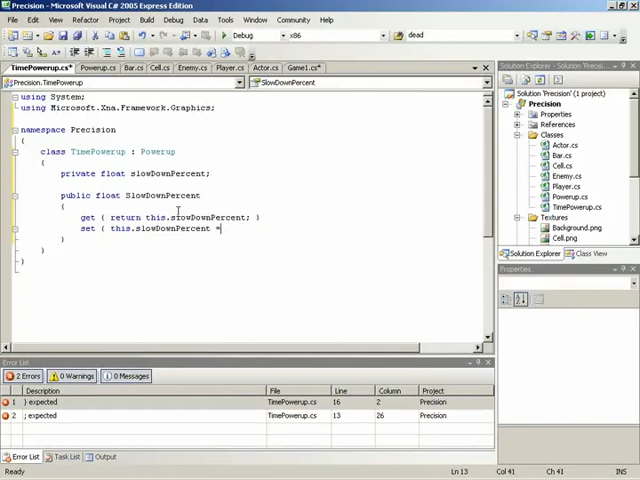 Precision - Microsoft Visual C# 2005 Express Edition
File Edit View Refactor Project Build Debug Data Tools Window Community Help
Debug x86 dead
TimePowerup.cs* Powerup.cs Bar.cs Cell.cs Enemy.cs Player.cs Actor.cs Game1.cs*
Precision.TimePowerup SlowDownPercent
using System;
using Microsoft.Xna.Framework.Graphics;
namespace Precision
{
class TimePowerup : Powerup
{
private float slowDownPercent;
public float SlowDownPercent
{
get { return this.slowDownPercent; }
set { this.slowDownPercent =
}
}
}
Solution Explorer - Solution 'Precisi...
Solution 'Precision' (1 project)
Precision
Properties
References
Classes
Actor.cs
Bar.cs
Cell.cs
Enemy.cs
Player.cs
Powerup.cs
TimePowerup.cs
Textures
Background.png
Cell.png
Solution Explorer Class View
Properties
Error List
2 Errors 0 Warnings 0 Messages
Description File Line Column Project
1 } expected TimePowerup.cs 16 2 Precision
2 ; expected TimePowerup.cs 13 26 Precision
Error List Task List Output
Ready Ln 13 Col 41 Ch 41 INS